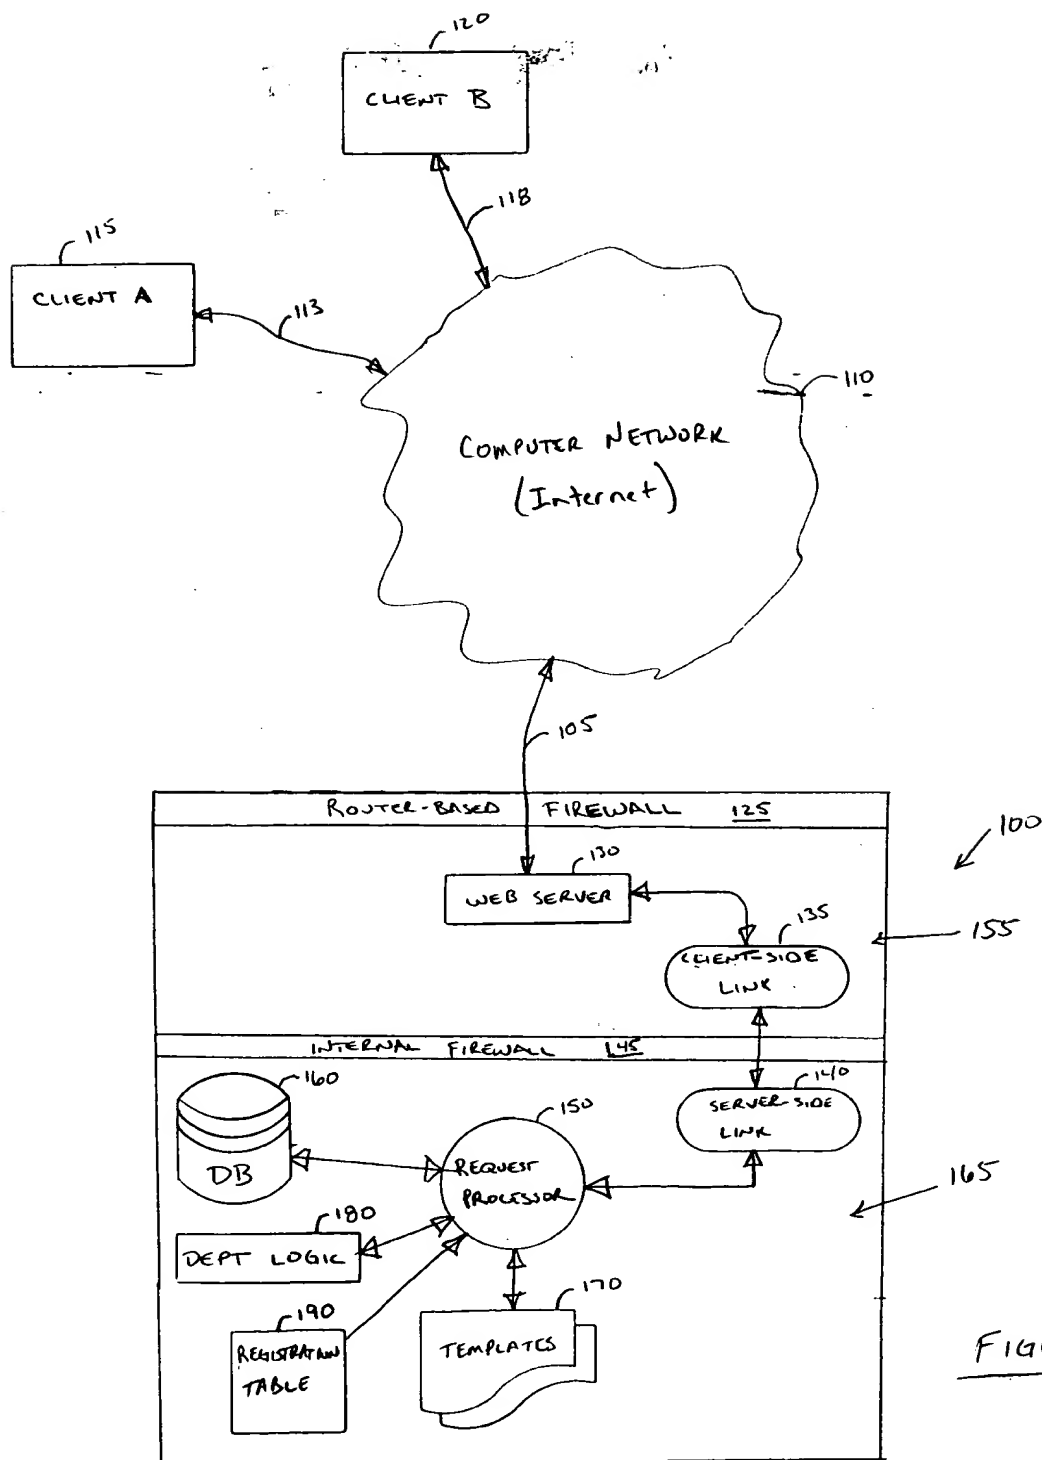 120
CLIENT B
118
115
CLIENT A
113
110
COMPUTER NETWORK
(Internet)
105
ROUTER-BASED FIREWALL 125
100
130
WEB SERVER
135
155
CLIENT-SIDE
LINK
INTERNAL FIREWALL 145
160
140
SERVER-SIDE
LINK
150
DB
REQUEST
PROCESSOR
165
180
DEPT LOGIC
170
190
TEMPLATES
REGISTRATION
TABLE